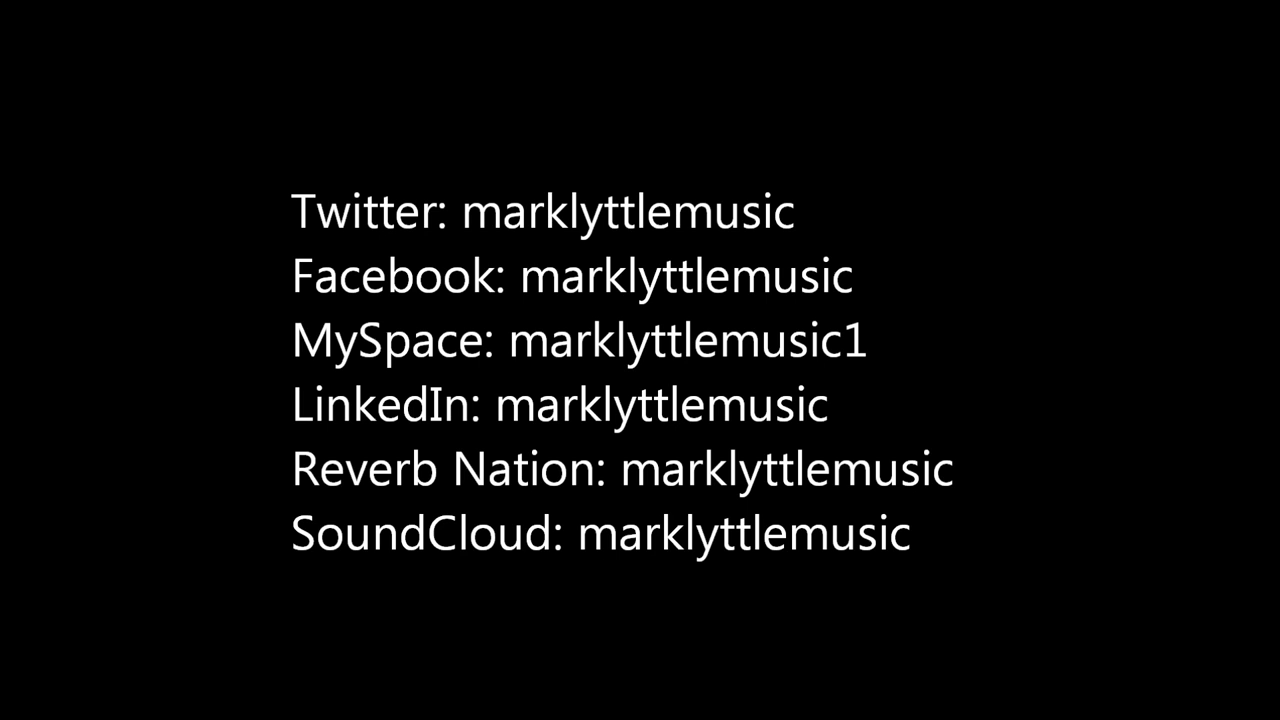 Twitter: marklyttlemusic
Facebook: marklyttlemusic
MySpace: marklyttlemusic1
LinkedIn: marklyttlemusic
Reverb Nation: marklyttlemusic
SoundCloud: marklyttlemusic